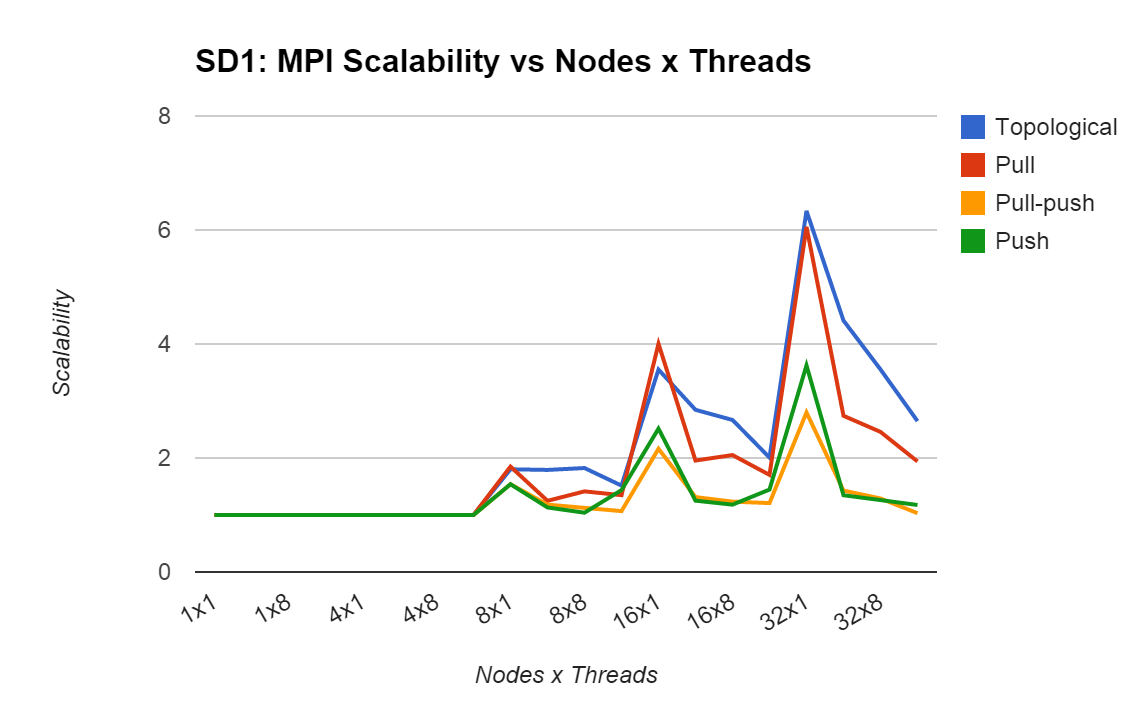 SD1: MPI Scalability vs Nodes x Threads
8
6
4
2
0
Scalability
1x1
1x8
4x1
4x8
8x1
8x8
16x1
16x8
32x1
32x8
Nodes x Threads
Topological
Pull
Pull-push
Push